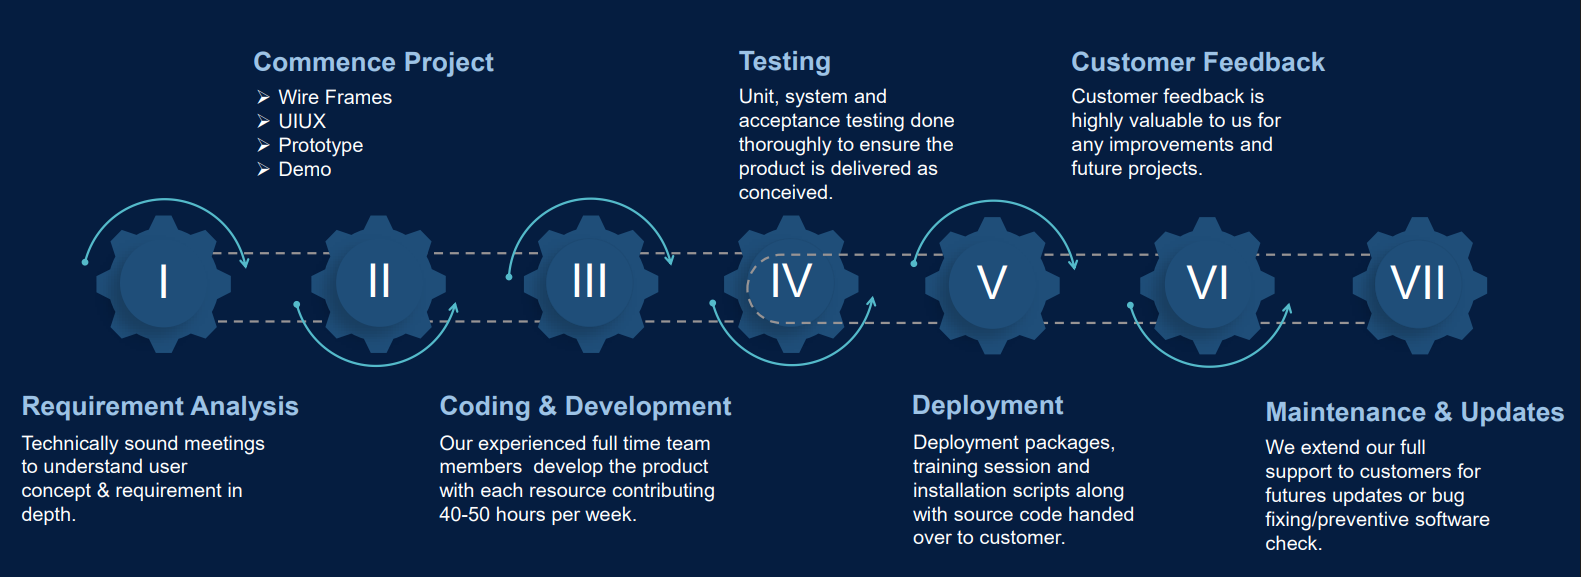 Commence Project
➢ Wire Frames
➢ UIUX
➢ Prototype
➢ Demo
Testing
Unit, system and
acceptance testing done
thoroughly to ensure the
product is delivered as
conceived.
Customer Feedback
Customer feedback is
highly valuable to us for
any improvements and
future projects.
I
II
III
IV
V
VI
VII
Requirement Analysis
Technically sound meetings
to understand user
concept & requirement in
depth.
Coding & Development
Our experienced full time team
members  develop the product
with each resource contributing
40-50 hours per week.
Deployment
Deployment packages,
training session and
installation scripts along
with source code handed
over to customer.
Maintenance & Updates
We extend our full
support to customers for
futures updates or bug
fixing/preventive software
check.